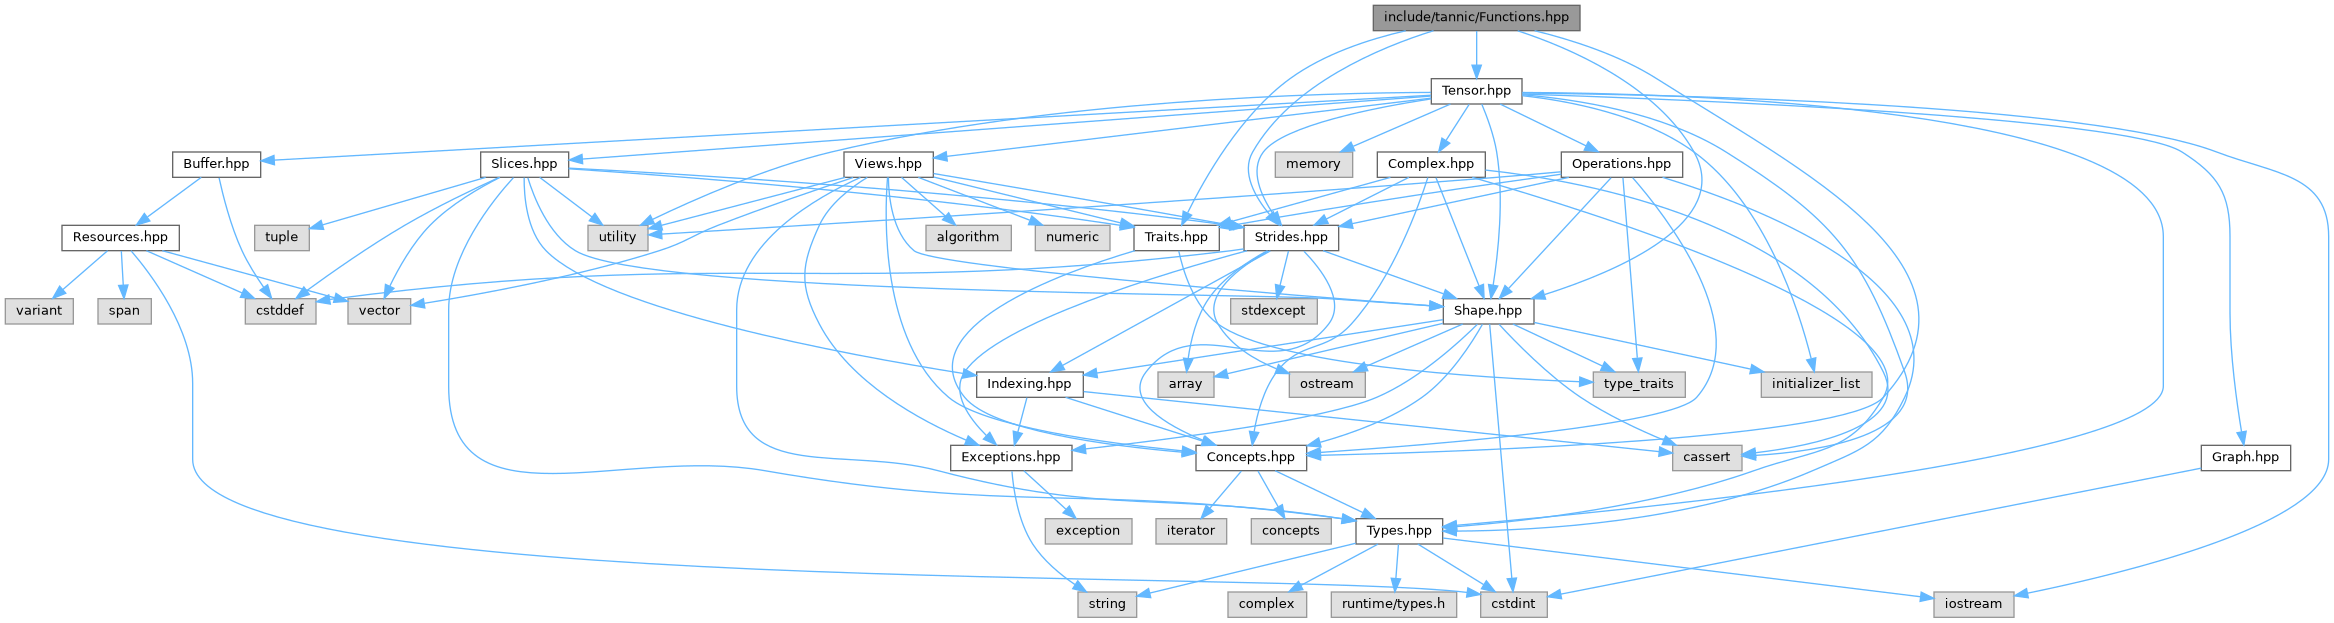 include/tannic/Functions.hpp
Tensor.hpp
Buffer.hpp
Slices.hpp
Views.hpp
memory
Complex.hpp
Operations.hpp
Resources.hpp
tuple
utility
algorithm
numeric
Traits.hpp
Strides.hpp
variant
span
cstddef
vector
stdexcept
Shape.hpp
Indexing.hpp
array
ostream
type_traits
initializer_list
Exceptions.hpp
Concepts.hpp
cassert
Graph.hpp
exception
iterator
concepts
Types.hpp
string
complex
runtime/types.h
cstdint
iostream